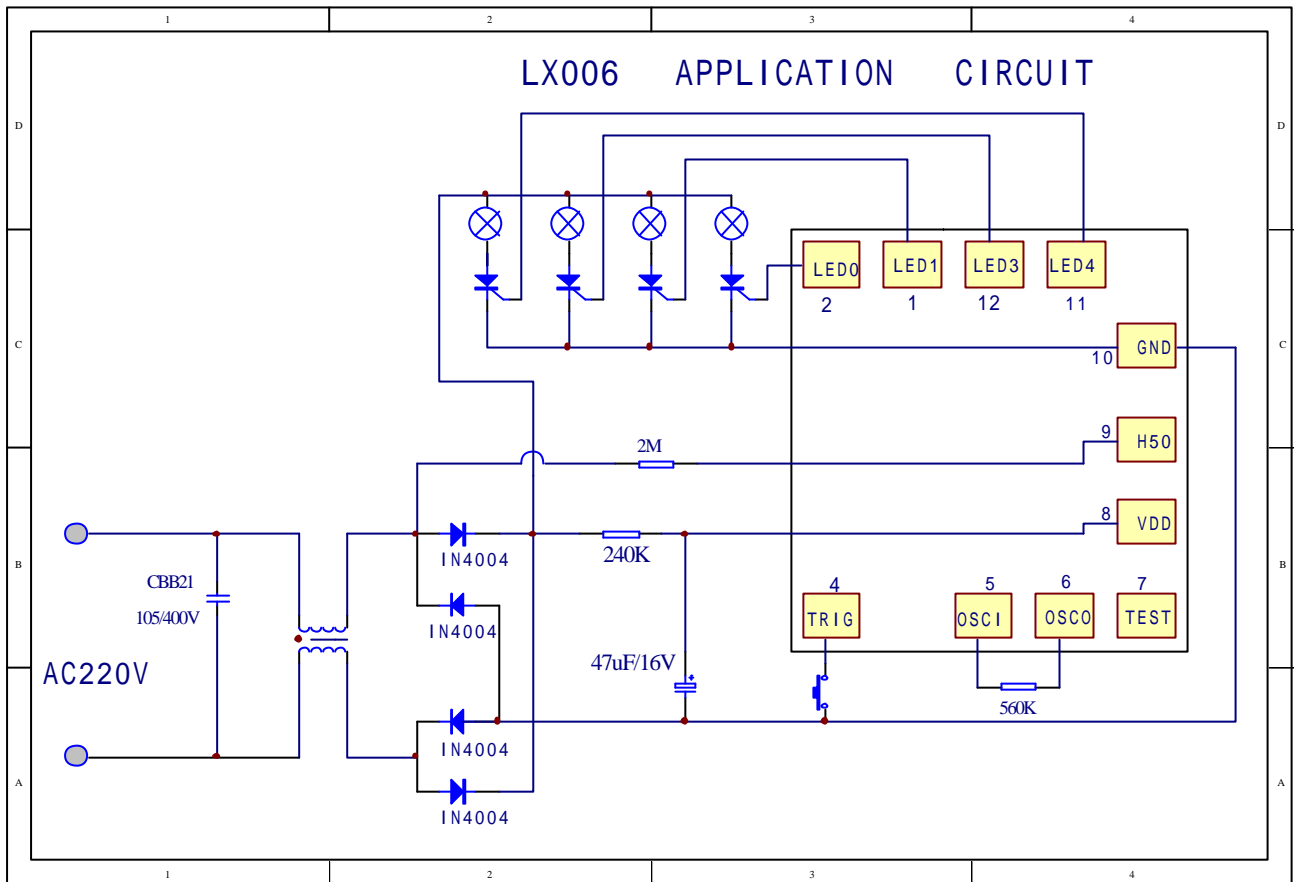 1 2 3 4
LX006 APPLICATION CIRCUIT
D D
LED0 LED1 LED3 LED4
2 1 12 11
C C
10 GND
2M
9 H50
8 VDD
IN4004
240K
B B
CBB21
105/400V
IN4004
4 5 6 7
TRIG OSCI OSCO TEST
AC220V
47uF/16V
+
560K
IN4004
A A
IN4004
1 2 3 4